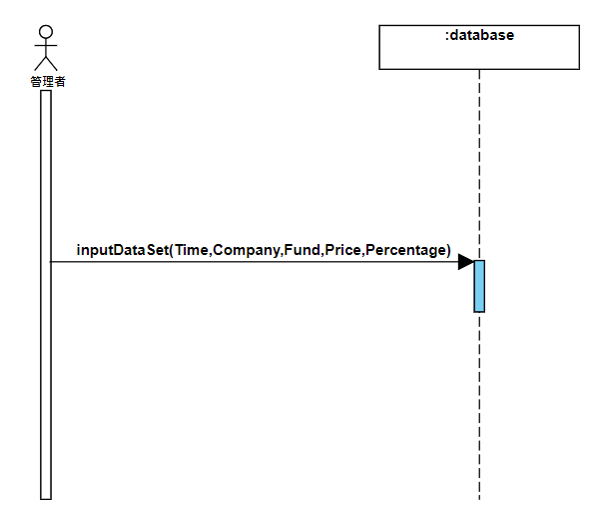 :database
管理者
inputDataSet(Time,Company,Fund,Price,Percentage)